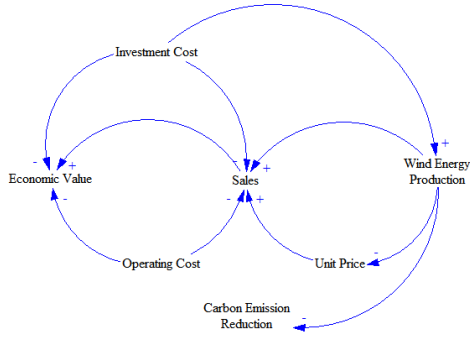 Investment Cost
+
- + - + Wind Energy
Economic Value Sales Production
- - + -
Operating Cost Unit Price
Carbon Emission
Reduction -